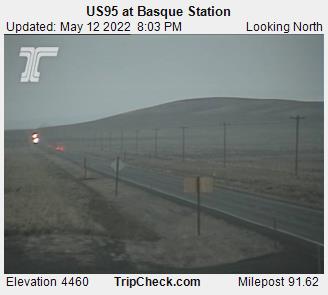 US95 at Basque Station
Updated: May 12 2022 8:03 PM Looking North
Elevation 4460 TripCheck.com Milepost 91.62